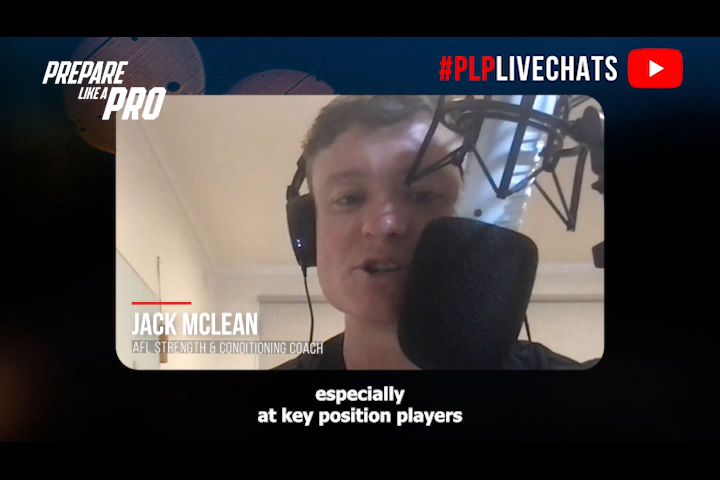 PREPARE
LIKE A
PRO
#PLPLIVECHATS
JACK MCLEAN
AFL STRENGTH & CONDITIONING COACH
especially
at key position players